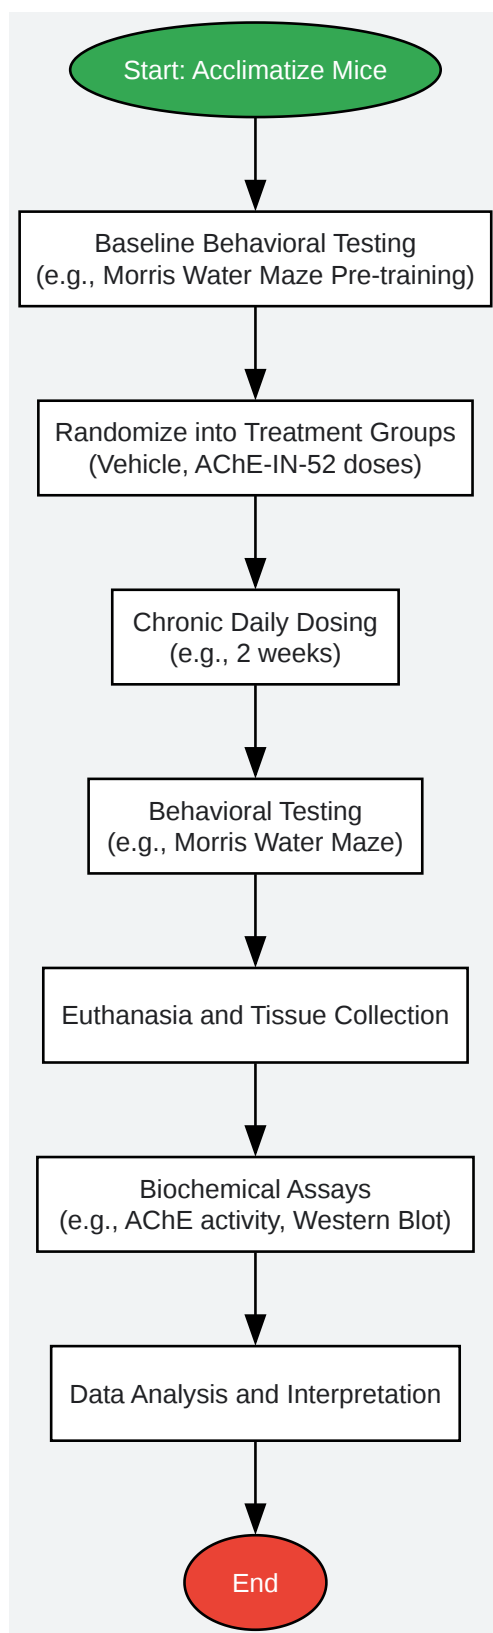 Start: Acclimatize Mice
Baseline Behavioral Testing
(e.g., Morris Water Maze Pre-training)
Randomize into Treatment Groups
(Vehicle, AChE-IN-52 doses)
Chronic Daily Dosing
(e.g., 2 weeks)
Behavioral Testing
(e.g., Morris Water Maze)
Euthanasia and Tissue Collection
Biochemical Assays
(e.g., AChE activity, Western Blot)
Data Analysis and Interpretation
End